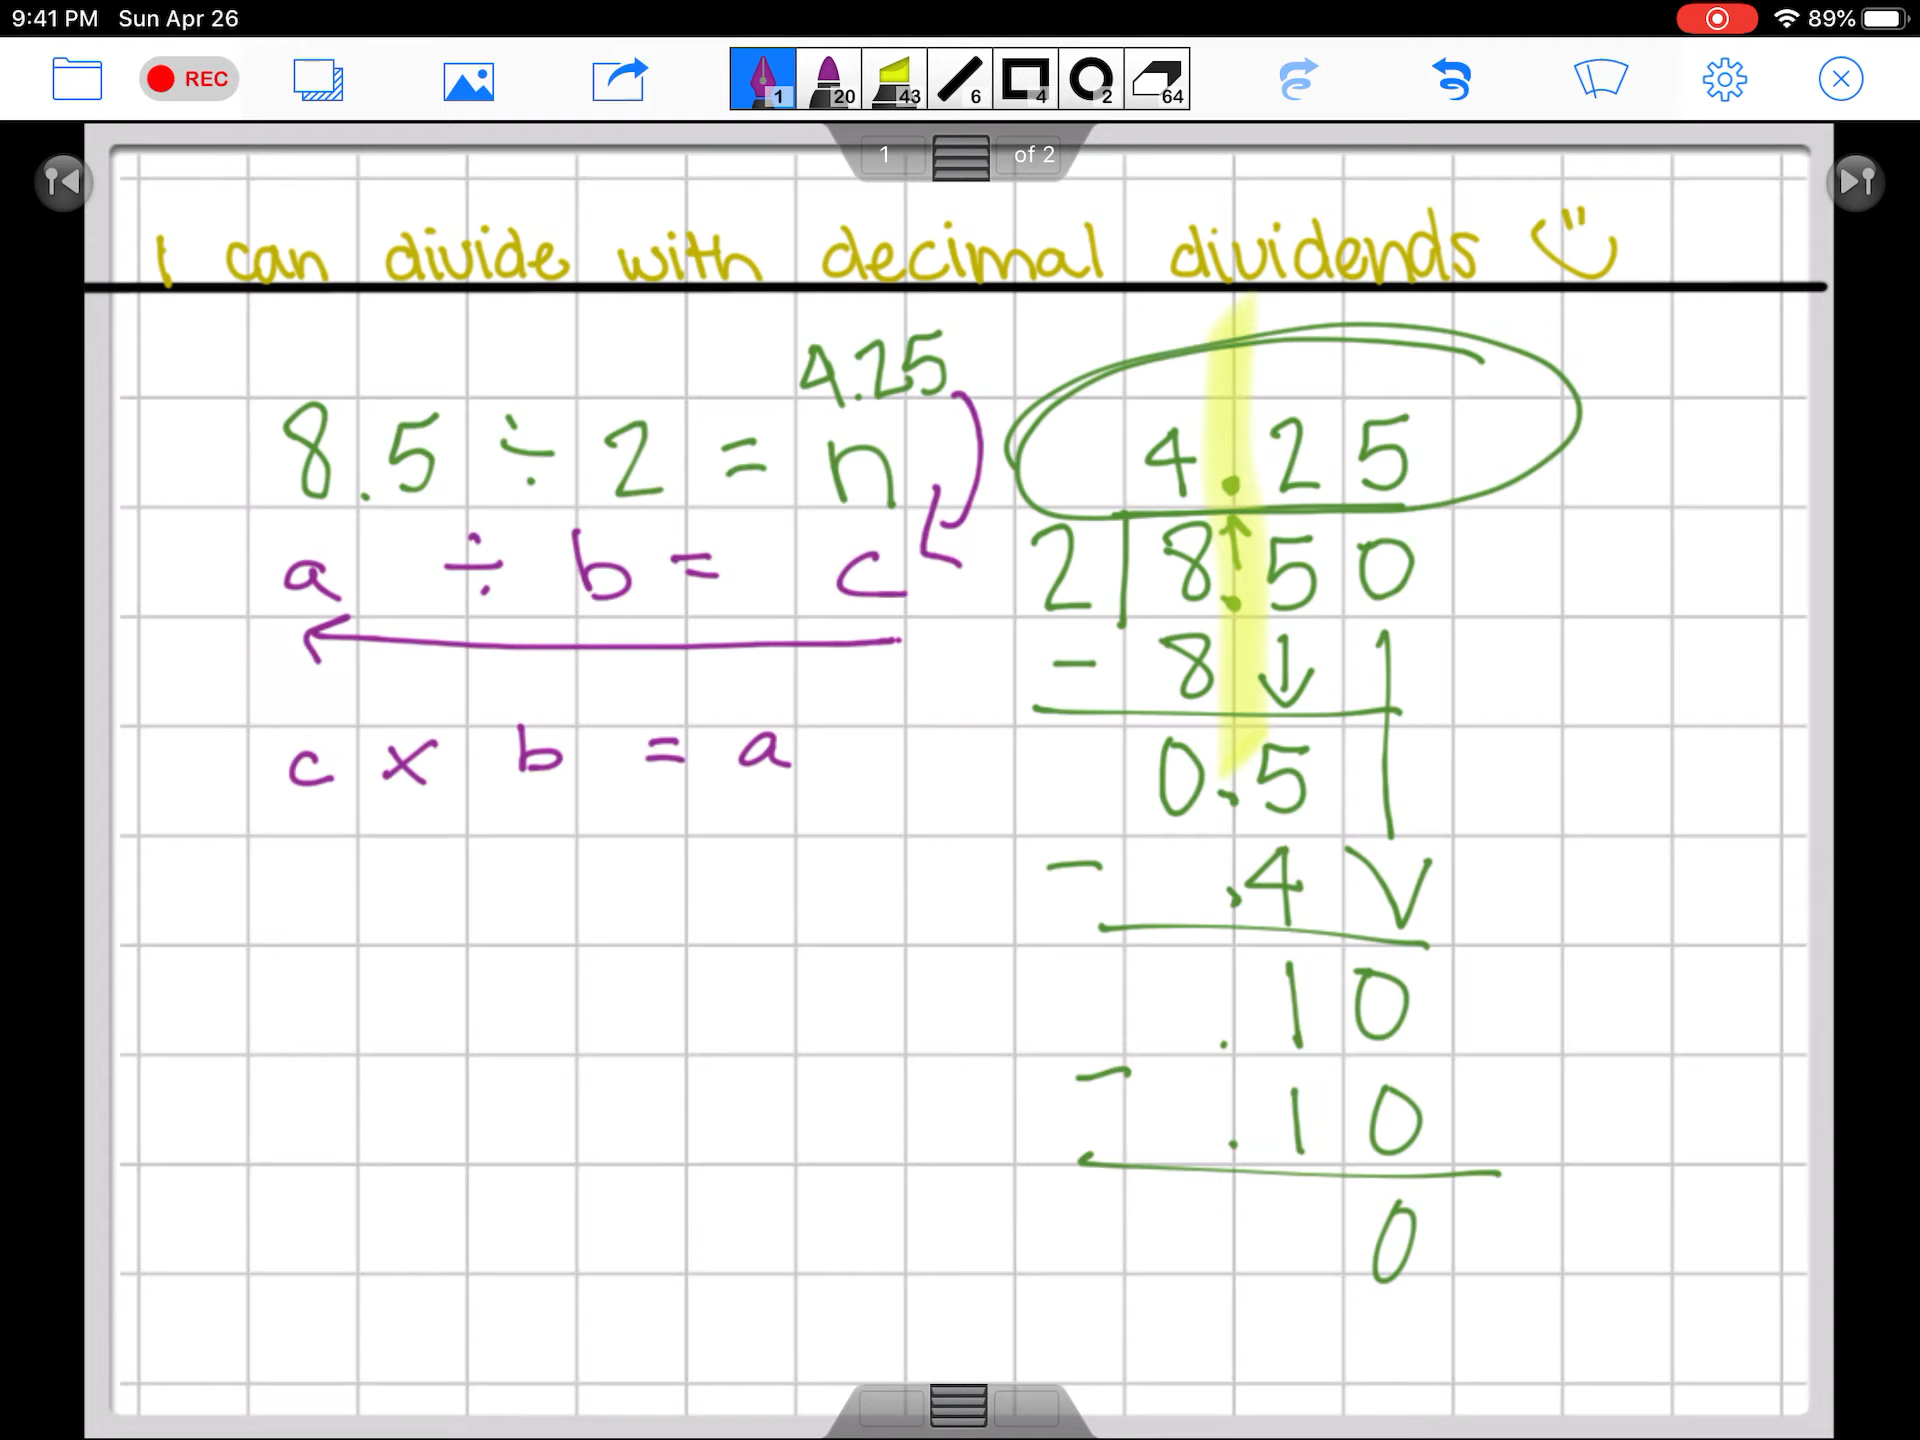 9:41 PM Sun Apr 26 89%
REC 1 20 43 6 4 2 64
1 of 2
I can divide with decimal dividends
4.25
8.5 ÷ 2 = n
a ÷ b = c
c × b = a
4.25
2 8.50
- 8
0.5
- .4
.10
- .10
0